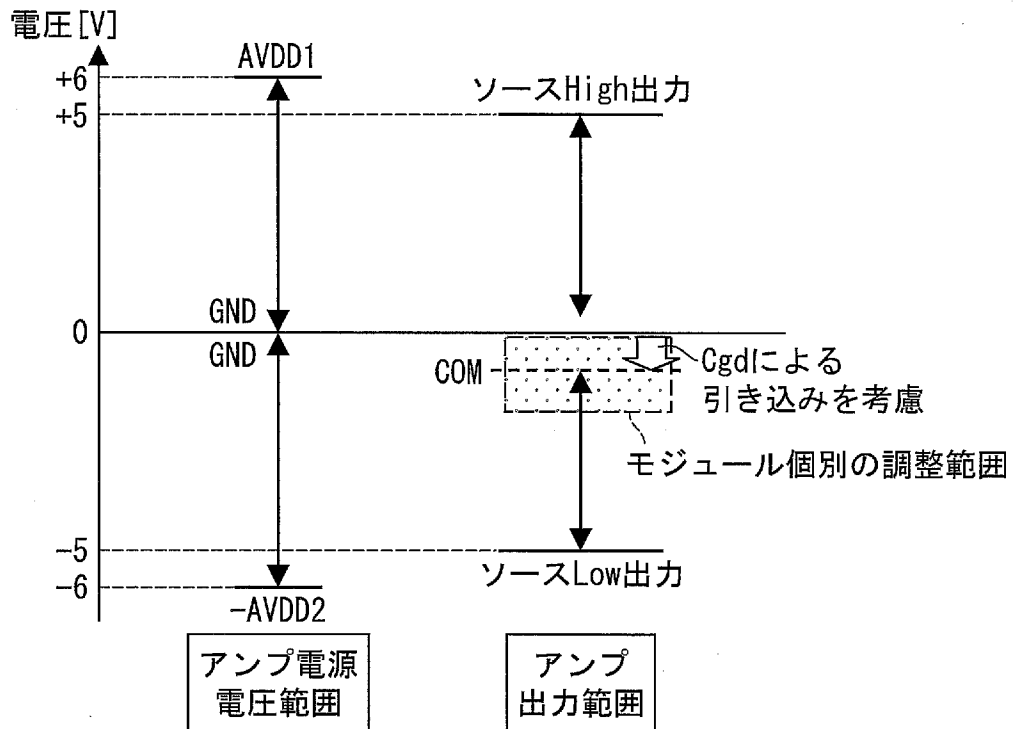 電圧[V]
AVDD1
+6
ソースHigh出力
+5
GND
0
GND
COM
Cgdによる
引き込みを考慮
モジュール個別の調整範囲
-5
ソースLow出力
-6
-AVDD2
アンプ電源
電圧範囲
アンプ
出力範囲